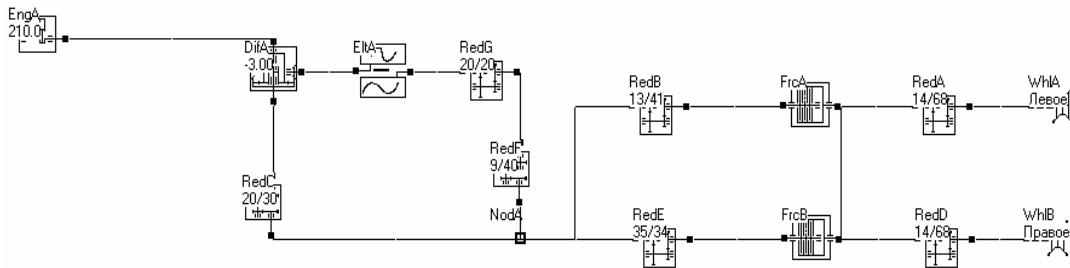 EngA
210.0
DifA
-3.00
EltA
RedG
20/20
RedB
13/41
FrcA
RedA
14/68
WhlA
Левое
RedF
9/40
RedC
20/30
NodA
RedE
35/34
FrcB
RedD
14/68
WhlB
Правое